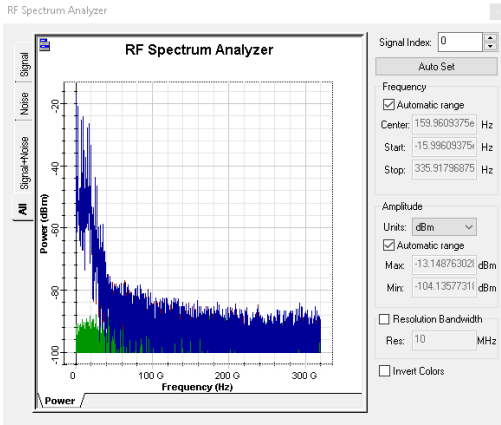 RF Spectrum Analyzer
RF Spectrum Analyzer
Signal Index: 0
Auto Set
Frequency
Automatic range
Center: 159.9609375e Hz
Start: -15.99609375e Hz
Stop: 335.91796875 Hz
Amplitude
Units: dBm
Automatic range
Max: -13.14876302 dBm
Min: -104.1357731 dBm
Resolution Bandwidth
Res: 10 MHz
Invert Colors
Signal
Noise
Signal+Noise
All
Power (dBm)
-20
-40
-60
-80
-100
0 100 G 200 G 300 G
Frequency (Hz)
Power